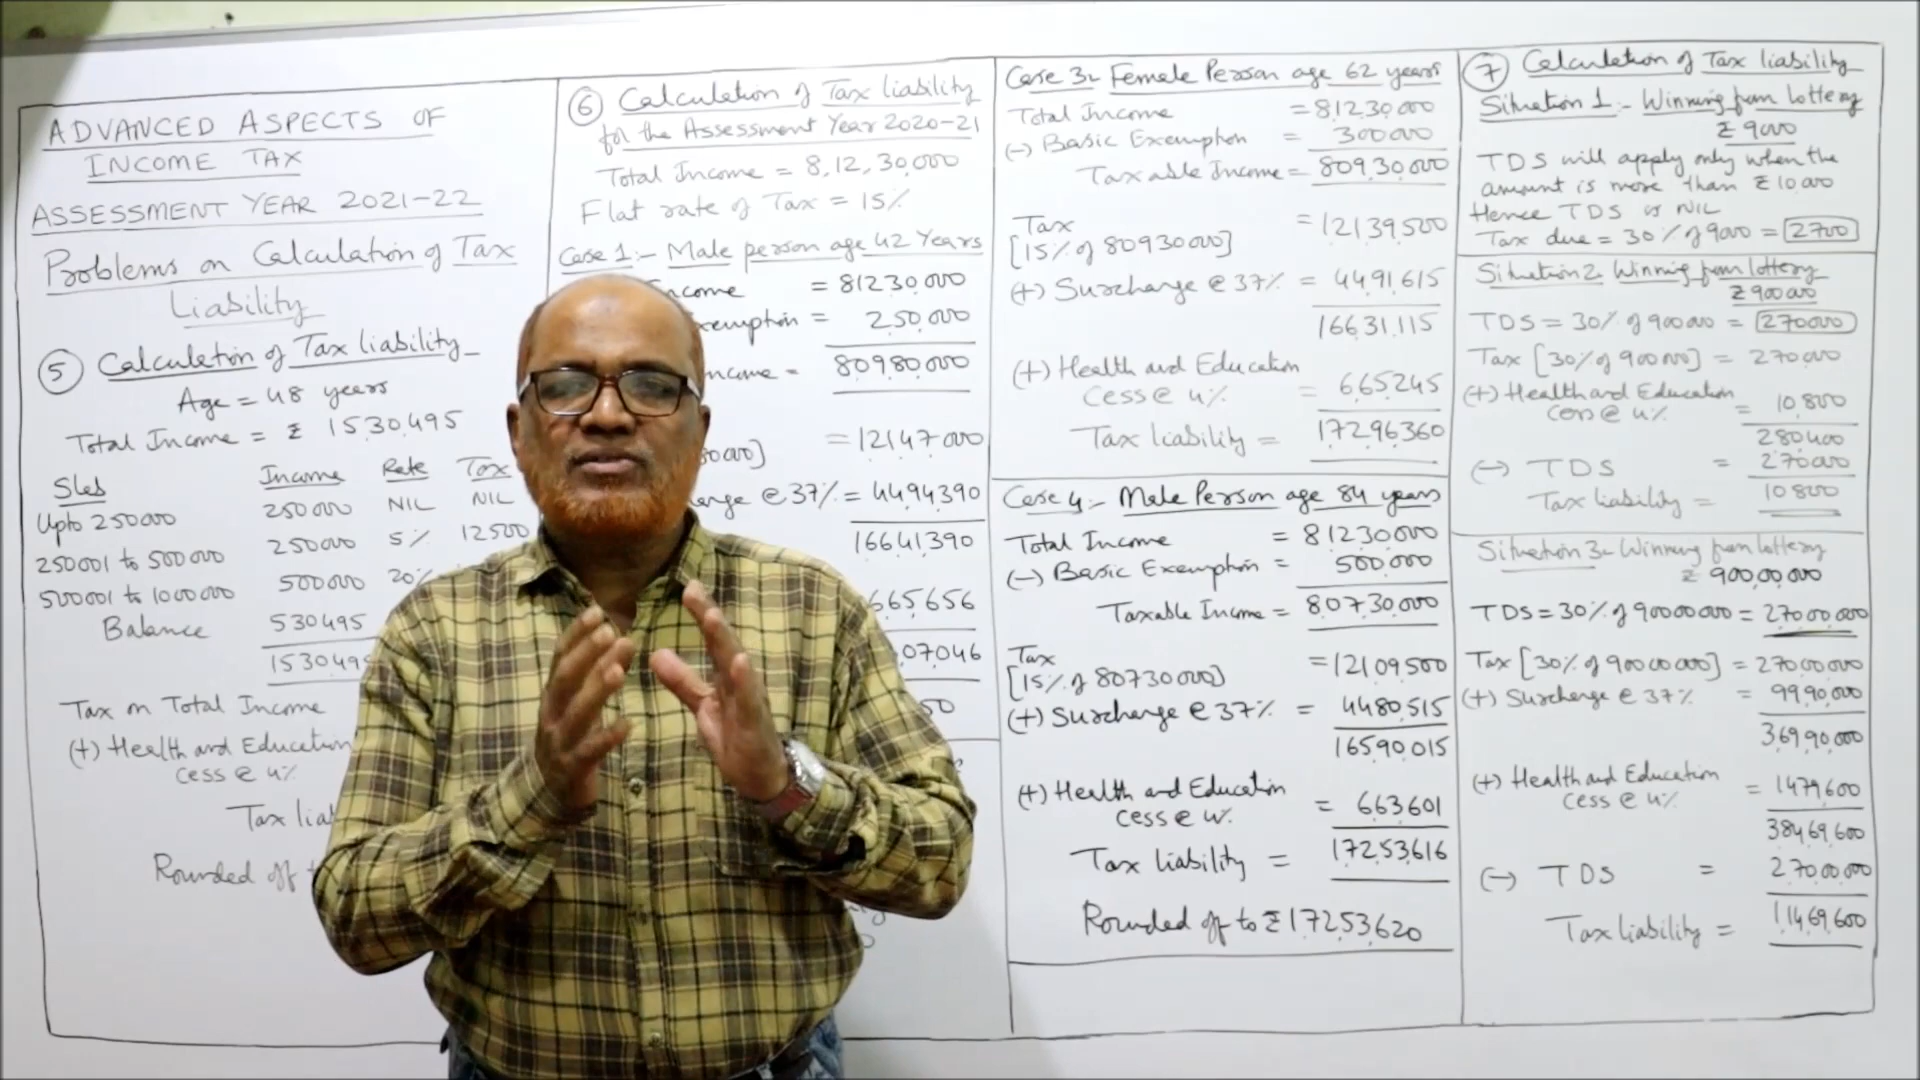 ADVANCED ASPECTS OF
INCOME TAX
ASSESSMENT YEAR 2021-22
Problems on Calculation of Tax
Liability
5 Calculation of Tax liability
Age = 48 years
Total Income = ₹ 1530495
Slab Income Rate Tax
Upto 250000 250000 NIL NIL
250001 to 500000 250000 5% 12500
500001 to 1000000 500000 20%
Balance 530495
153049
Tax on Total Income
(+) Health and Education
Cess @ 4%
Tax
Rounded off
6 Calculation of Tax liability
for the Assessment Year 2020-21
Total Income = 8,12,30,000
Flat rate of Tax = 15%
Case 1:- Male person age 42 Years
= 81230000
= 250,000
= 80980000
= 12147000
@ 37% = 4494390
16641390
665656
07046
50
Case 3:- Female Person age 62 years
Total Income = 81230000
(-) Basic Exemption = 300000
Taxable Income = 80930000
Tax = 12139500
[15% of 80930000]
(+) Surcharge @ 37% = 4491615
16631115
(+) Health and Education
Cess @ 4% = 665245
Tax liability = 17296360
Case 4:- Male Person age 84 years
Total Income = 81230000
(-) Basic Exemption = 500000
Taxable Income = 80730000
Tax = 12109500
[15% of 80730000]
(+) Surcharge @ 37% = 4480515
16590015
(+) Health and Education
Cess @ 4% = 663601
Tax liability = 17253616
Rounded off to ₹ 17253620
7 Calculation of Tax liability
Situation 1:- Winning from lottery
₹ 9000
TDS will apply only when the
amount is more than ₹ 10000
Hence TDS is NIL
Tax due = 30% of 9000 = 2700
Situation 2:- Winning from lottery
₹ 900000
TDS = 30% of 900000 = 270000
Tax [30% of 900000] = 270000
(+) Health and Education
Cess @ 4% = 10,800
280800
(-) TDS = 270000
Tax liability = 10800
Situation 3:- Winning from lottery
₹ 900,00,000
TDS = 30% of 90000000 = 27000000
Tax [30% of 90000000] = 27000000
(+) Surcharge @ 37% = 9990000
36990000
(+) Health and Education
Cess @ 4% = 1479600
38469600
(-) TDS = 27000000
Tax liability = 11469600